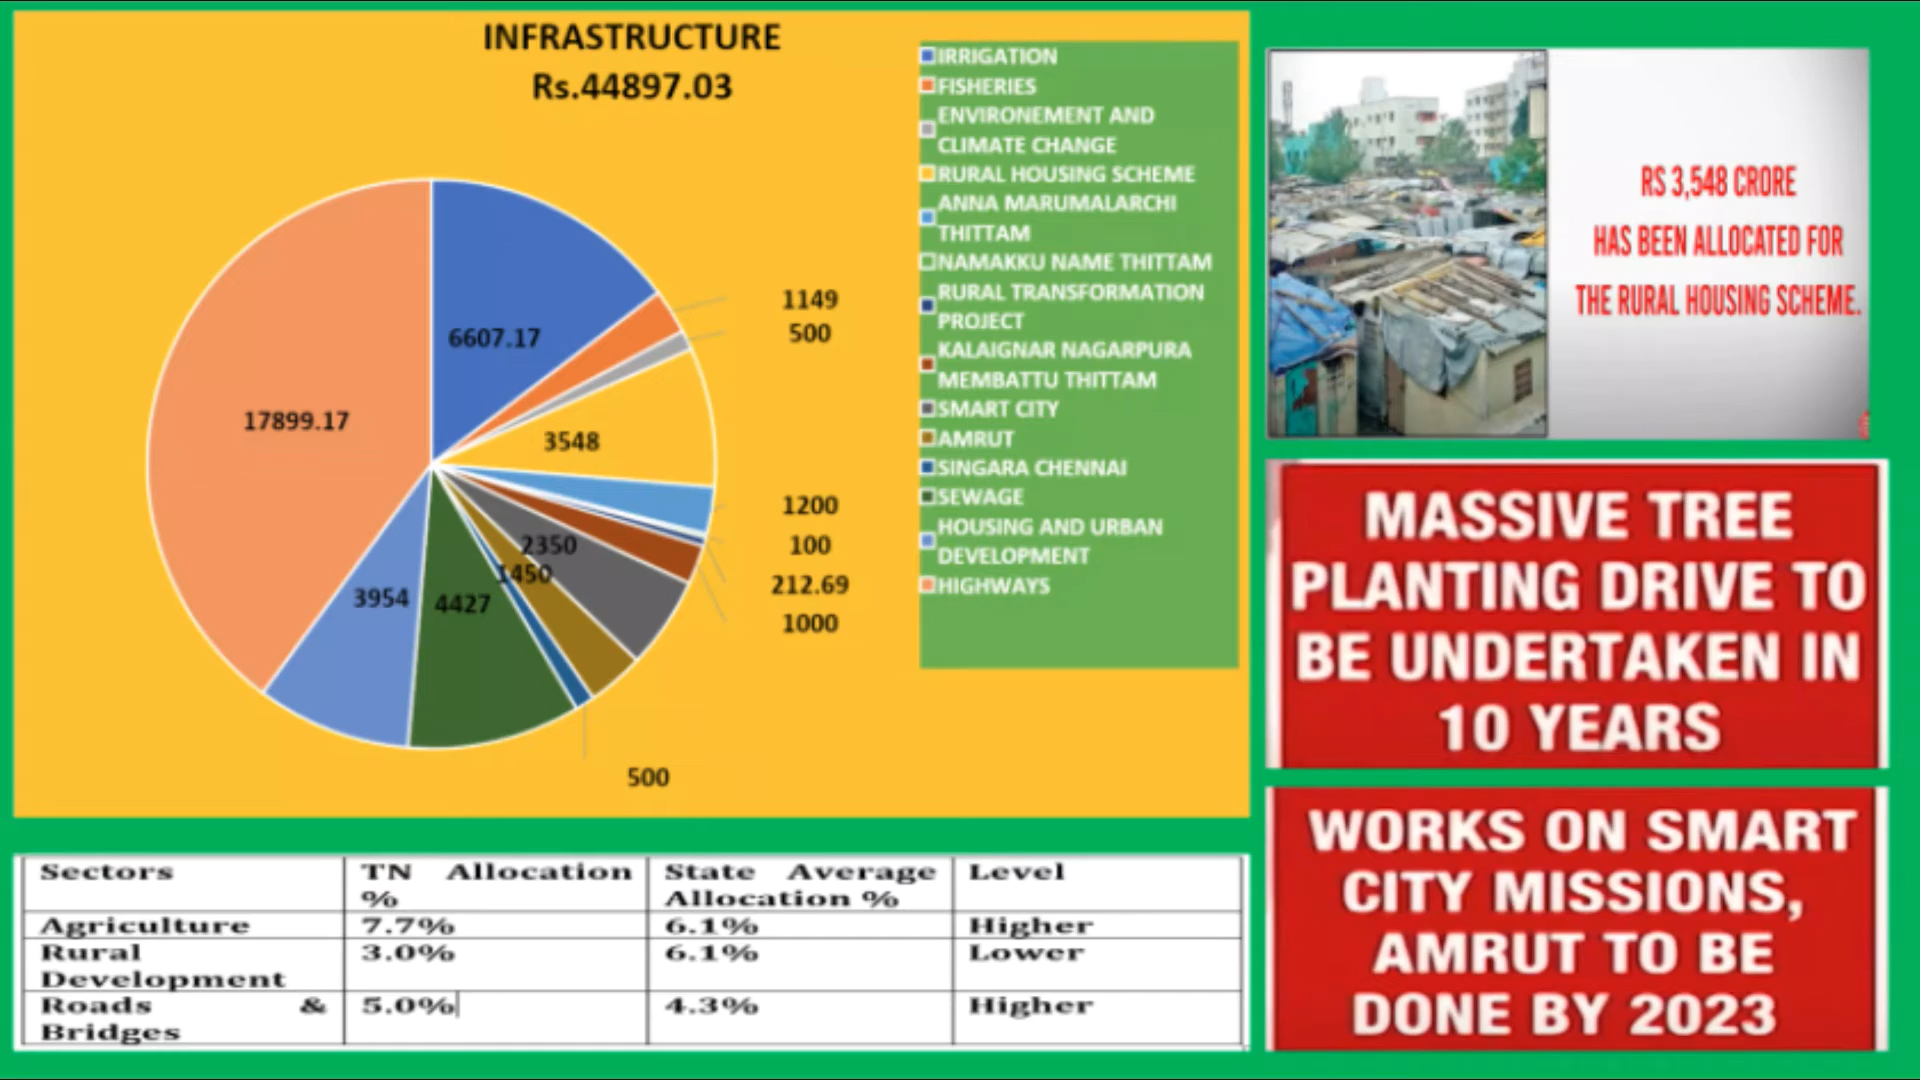 INFRASTRUCTURE
Rs.44897.03
6607.17
1149
500
3548
1200
100
212.69
1000
2350
1450
500
4427
3954
17899.17
IRRIGATION
FISHERIES
ENVIRONEMENT AND
CLIMATE CHANGE
RURAL HOUSING SCHEME
ANNA MARUMALARCHI
THITTAM
NAMAKKU NAME THITTAM
RURAL TRANSFORMATION
PROJECT
KALAIGNAR NAGARPURA
MEMBATTU THITTAM
SMART CITY
AMRUT
SINGARA CHENNAI
SEWAGE
HOUSING AND URBAN
DEVELOPMENT
HIGHWAYS
RS 3,548 CRORE
HAS BEEN ALLOCATED FOR
THE RURAL HOUSING SCHEME.
MASSIVE TREE
PLANTING DRIVE TO
BE UNDERTAKEN IN
10 YEARS
WORKS ON SMART
CITY MISSIONS,
AMRUT TO BE
DONE BY 2023
Sectors TN Allocation % State Average Allocation % Level
Agriculture 7.7% 6.1% Higher
Rural Development 3.0% 6.1% Lower
Roads & Bridges 5.0% 4.3% Higher